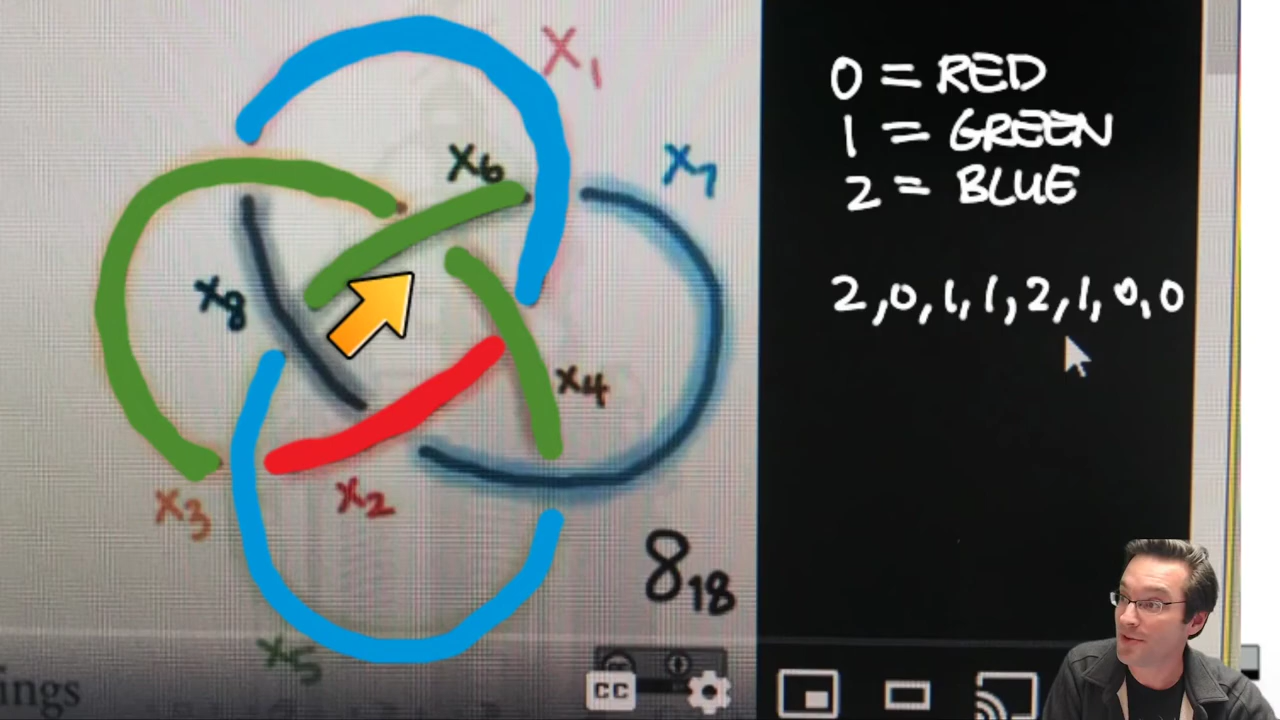 X1
X6
X7
X8
X4
X3
X2
X5
8 18
0 = RED
1 = GREEN
2 = BLUE
2,0,1,1,2,1,0,0
ings
CC